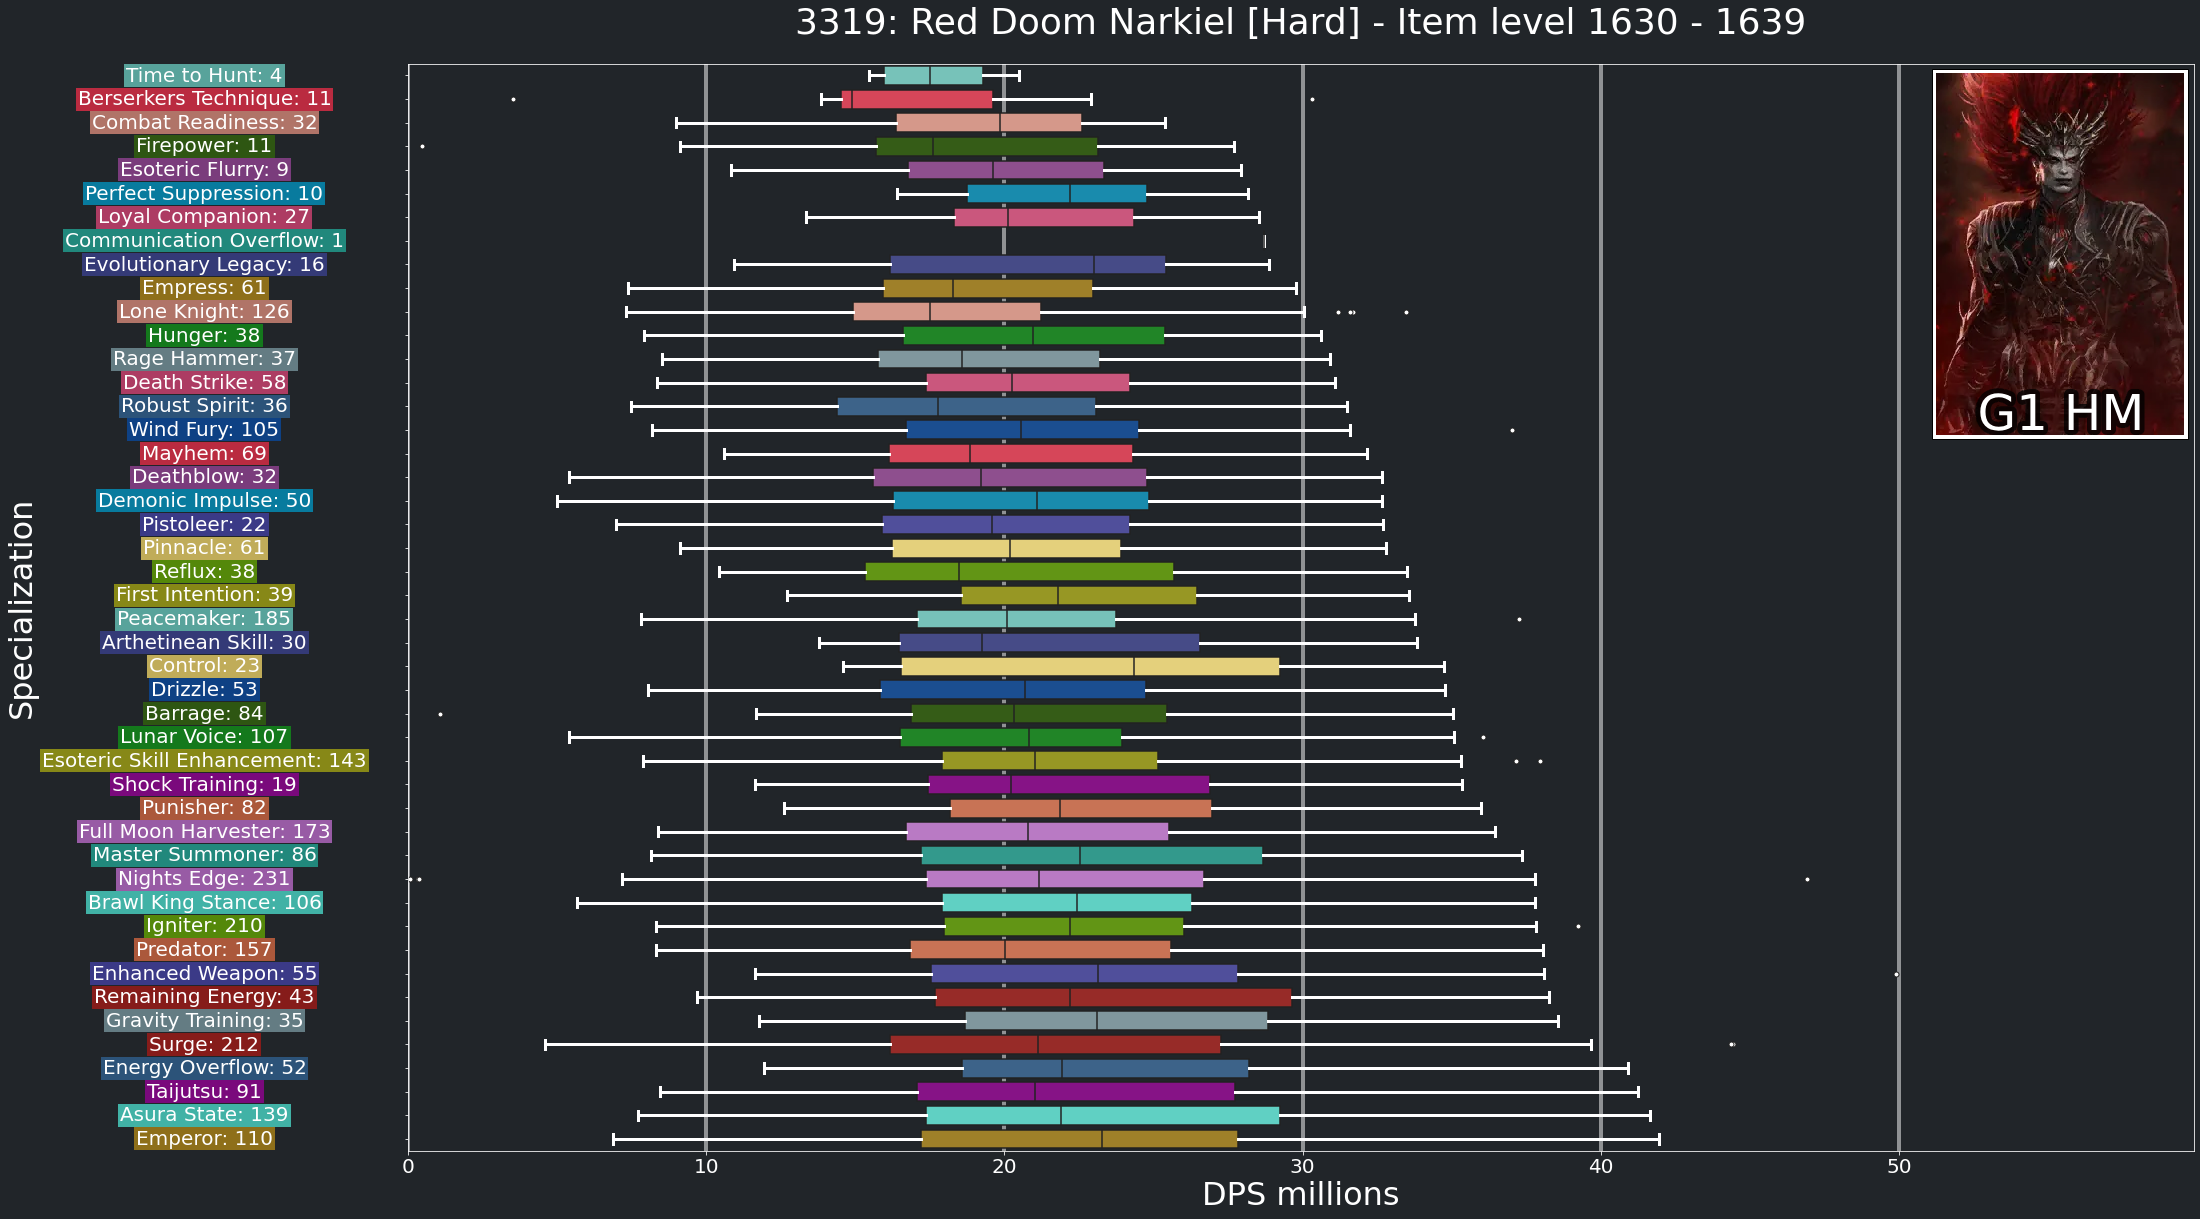 3319: Red Doom Narkiel [Hard] - Item level 1630 - 1639
Time to Hunt: 4
Berserkers Technique: 11
Combat Readiness: 32
Firepower: 11
Esoteric Flurry: 9
Perfect Suppression: 10
Loyal Companion: 27
Communication Overflow: 1
Evolutionary Legacy: 16
Empress: 61
Lone Knight: 126
Hunger: 38
Rage Hammer: 37
Death Strike: 58
Robust Spirit: 36
Wind Fury: 105
Mayhem: 69
Deathblow: 32
Demonic Impulse: 50
Pistoleer: 22
Pinnacle: 61
Reflux: 38
First Intention: 39
Peacemaker: 185
Arthetinean Skill: 30
Control: 23
Drizzle: 53
Barrage: 84
Lunar Voice: 107
Esoteric Skill Enhancement: 143
Shock Training: 19
Punisher: 82
Full Moon Harvester: 173
Master Summoner: 86
Nights Edge: 231
Brawl King Stance: 106
Igniter: 210
Predator: 157
Enhanced Weapon: 55
Remaining Energy: 43
Gravity Training: 35
Surge: 212
Energy Overflow: 52
Taijutsu: 91
Asura State: 139
Emperor: 110
Specialization
G1 HM
0 10 20 30 40 50
DPS millions